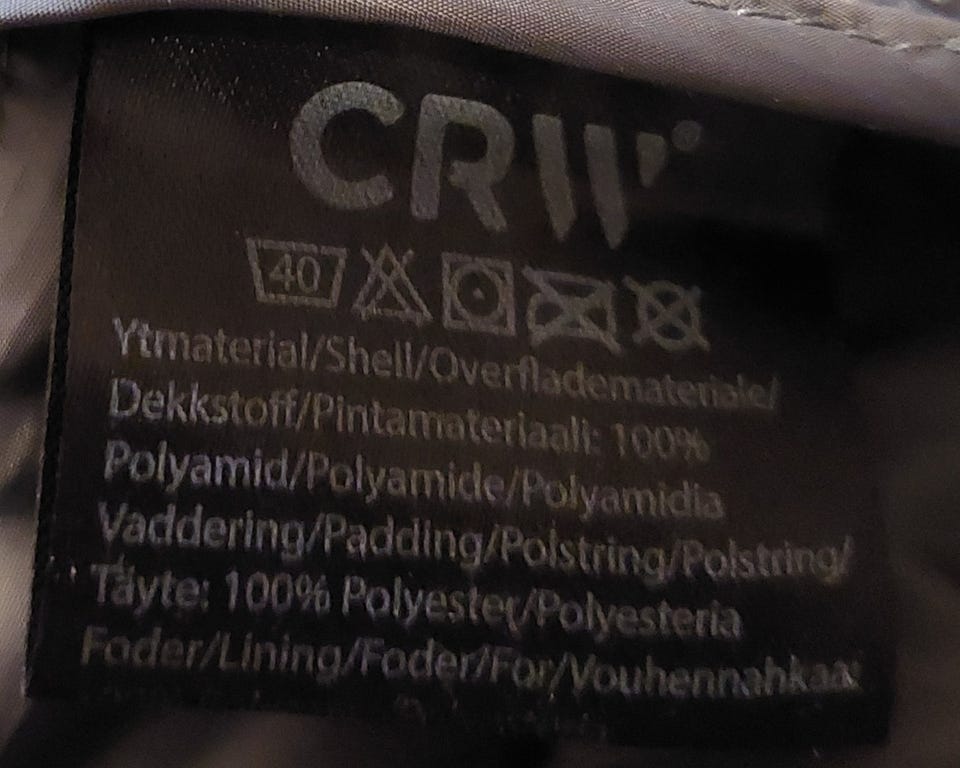 CRW
40
Ytmaterial/Shell/Overflademateriale/
Dekkstoff/Pintamateriaali: 100%
Polyamid/Polyamide/Polyamidia
Vaddering/Padding/Polstring/Polstring/
Täyte: 100% Polyester/Polyesteria
Foder/Lining/Foder/For/Vouhennahkaa: